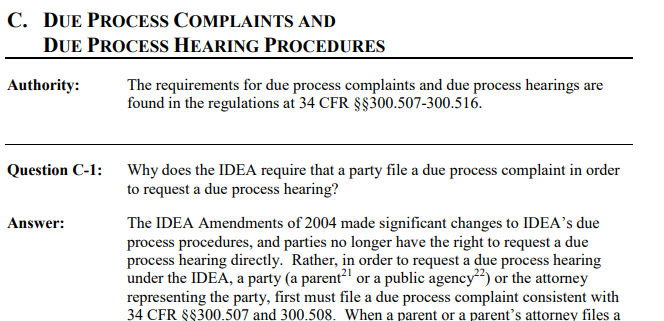 C. DUE PROCESS COMPLAINTS AND
DUE PROCESS HEARING PROCEDURES
Authority: The requirements for due process complaints and due process hearings are
found in the regulations at 34 CFR §§300.507-300.516.
Question C-1: Why does the IDEA require that a party file a due process complaint in order
to request a due process hearing?
Answer: The IDEA Amendments of 2004 made significant changes to IDEA’s due
process procedures, and parties no longer have the right to request a due
process hearing directly.  Rather, in order to request a due process hearing
under the IDEA, a party (a parent²¹ or a public agency²²) or the attorney
representing the party, first must file a due process complaint consistent with
34 CFR §§300.507 and 300.508.  When a parent or a parent’s attorney files a